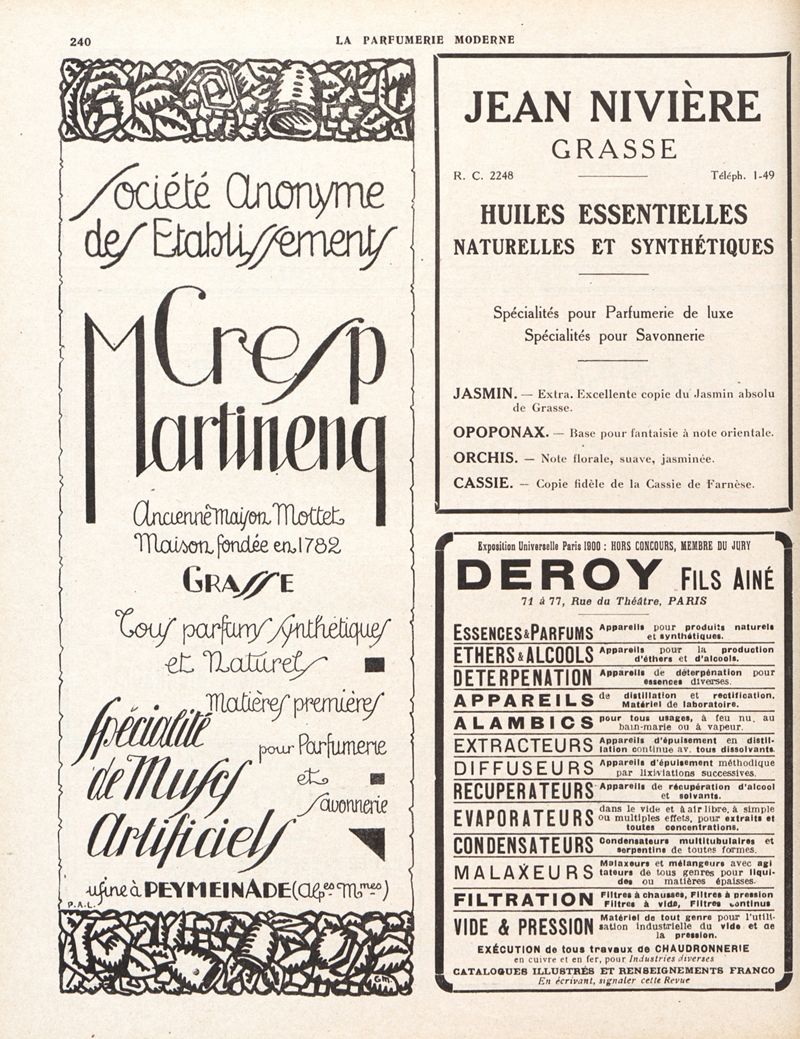 240
LA PARFUMERIE MODERNE
Société Anonyme
des Etablissements
Cresp
Martinenq
Ancienne Maison Mottet
Maison fondée en 1782
GRASSE
Tous parfums synthétiques
et Naturels
Matières premières
pour Parfumerie
et
Savonnerie
Spécialité
de Muscs
Artificiels
usine à PEYMEINADE (Alpes Mmes)
P.A.L.
GM
JEAN NIVIÈRE
GRASSE
R. C. 2248
Téléph. 1-49
HUILES ESSENTIELLES
NATURELLES ET SYNTHÉTIQUES
Spécialités pour Parfumerie de luxe
Spécialités pour Savonnerie
JASMIN. — Extra. Excellente copie du Jasmin absolu
de Grasse.
OPOPONAX. — Base pour fantaisie à note orientale.
ORCHIS. — Note florale, suave, jasminée.
CASSIE. — Copie fidèle de la Cassie de Farnèse.
Exposition Universelle Paris 1900 : HORS CONCOURS, MEMBRE DU JURY
DEROY FILS AINÉ
71 à 77, Rue du Théâtre, PARIS
ESSENCES & PARFUMS Appareils pour produits naturels
et synthétiques.
ETHERS & ALCOOLS Appareils pour la production
d'éthers et d'alcools.
DÉTERPÉNATION Appareils de déterpénation pour
essences diverses.
APPAREILS de distillation et rectification.
Matériel de laboratoire.
ALAMBICS pour tous usages, à feu nu, au
bain-marie ou à vapeur.
EXTRACTEURS Appareils d'épuisement en distil-
lation continue av. tous dissolvants.
DIFFUSEURS Appareils d'épuisement méthodique
par lixiviations successives.
RECUPERATEURS Appareils de récupération d'alcool
et solvants.
EVAPORATEURS dans le vide et à air libre, à simple
ou multiples effets, pour extraits et
toutes concentrations.
CONDENSATEURS Condensateurs multitubulaires et
serpentins de toutes formes.
MALAXEURS Malaxeurs et mélangeurs avec agi
tateurs de tous genres pour liqui-
des ou matières épaisses.
FILTRATION Filtres à chausses, Filtres à pression
Filtres à vide, Filtres continus
VIDE & PRESSION Matériel de tout genre pour l'utili-
sation industrielle du vide et de
la pression.
EXÉCUTION de tous travaux de CHAUDRONNERIE
en cuivre et en fer, pour Industries diverses
CATALOGUES ILLUSTRÉS ET RENSEIGNEMENTS FRANCO
En écrivant, signaler cette Revue